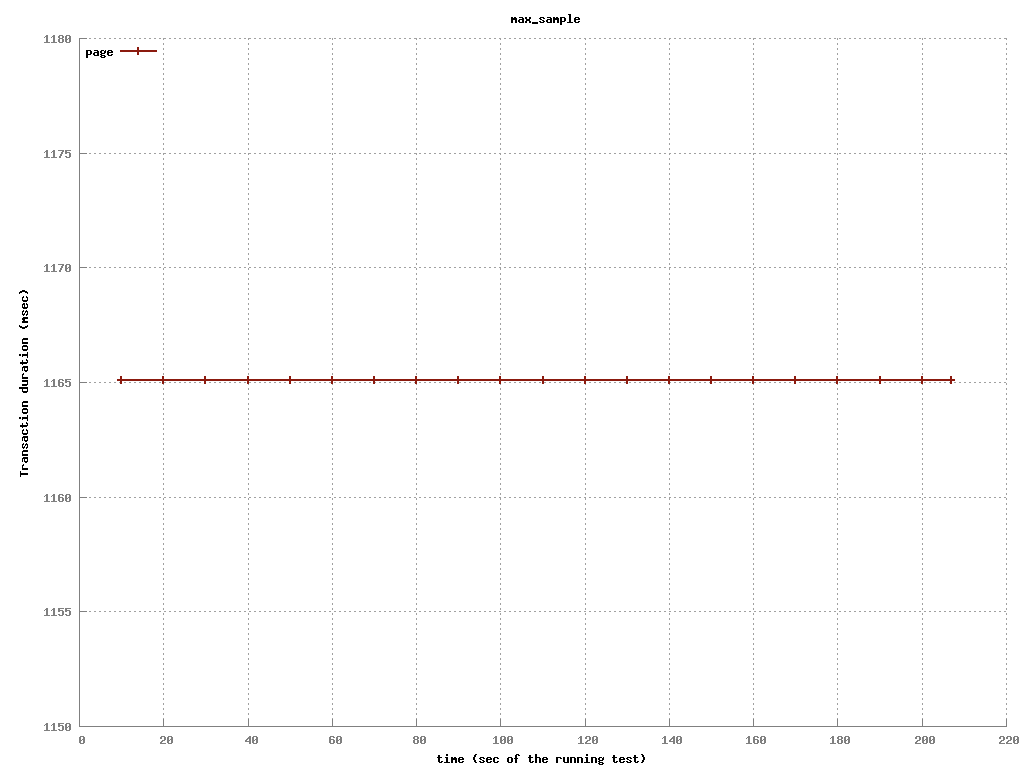 max_sample
page
1180
1175
1170
1165
1160
1155
1150
Transaction duration (msec)
0 20 40 60 80 100 120 140 160 180 200 220
time (sec of the running test)